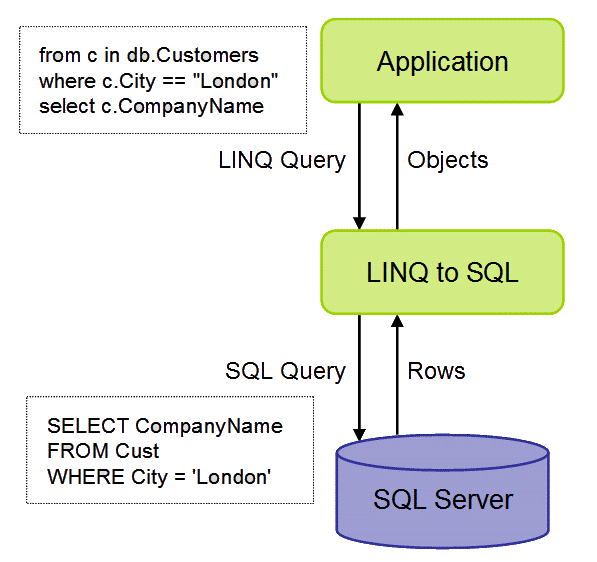 from c in db.Customers
where c.City == "London"
select c.CompanyName
Application
LINQ Query
Objects
LINQ to SQL
SQL Query
Rows
SELECT CompanyName
FROM Cust
WHERE City = 'London'
SQL Server